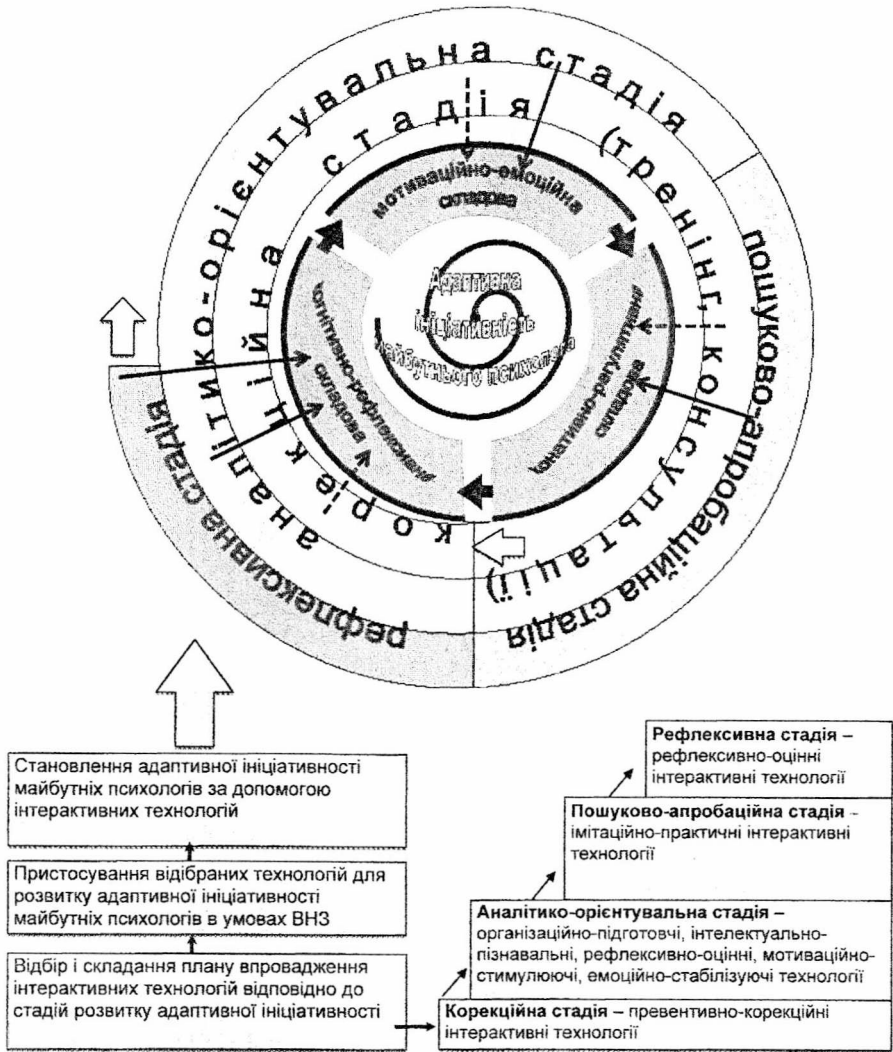 аналітико-орієнтувальна стадія
корекційна стадія (тренінг, консультації)
пошуково-апробаційна стадія
рефлексивна стадія
мотиваційно-емоційна
складова
когнітивно-рефлексивна
складова
конативно-регулятивна
складова
Адаптивна
ініціативність
майбутнього психолога
Становлення адаптивної ініціативності
майбутніх психологів за допомогою
інтерактивних технологій
Пристосування відібраних технологій для
розвитку адаптивної ініціативності
майбутніх психологів в умовах ВНЗ
Відбір і складання плану впровадження
інтерактивних технологій відповідно до
стадій розвитку адаптивної ініціативності
Рефлексивна стадія –
рефлексивно-оцінні
інтерактивні технології
Пошуково-апробаційна стадія –
імітаційно-практичні інтерактивні
технології
Аналітико-орієнтувальна стадія –
організаційно-підготовчі, інтелектуально-
пізнавальні, рефлексивно-оцінні, мотиваційно-
стимулюючі, емоційно-стабілізуючі технології
Корекційна стадія – превентивно-корекційні
інтерактивні технології